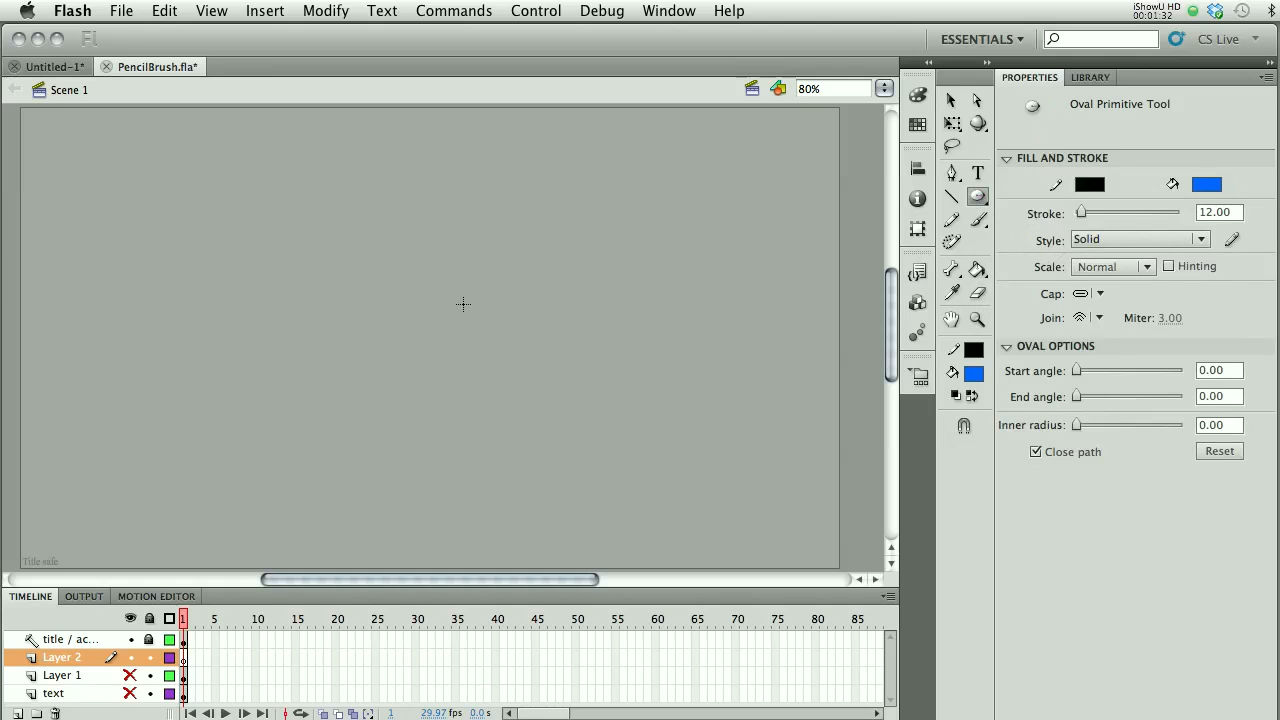 Flash File Edit View Insert Modify Text Commands Control Debug Window Help iShowU HD 00:01:32
Fl ESSENTIALS CS Live
Untitled-1* PencilBrush.fla*
PROPERTIES LIBRARY
Scene 1 80%
Oval Primitive Tool
FILL AND STROKE
Stroke: 12.00
Style: Solid
Scale: Normal Hinting
Cap:
Join: Miter: 3.00
OVAL OPTIONS
Start angle: 0.00
End angle: 0.00
Inner radius: 0.00
Close path Reset
Title safe
TIMELINE OUTPUT MOTION EDITOR
1 5 10 15 20 25 30 35 40 45 50 55 60 65 70 75 80 85
title / ac...
Layer 2
Layer 1
text
1 29.97 fps 0.0 s